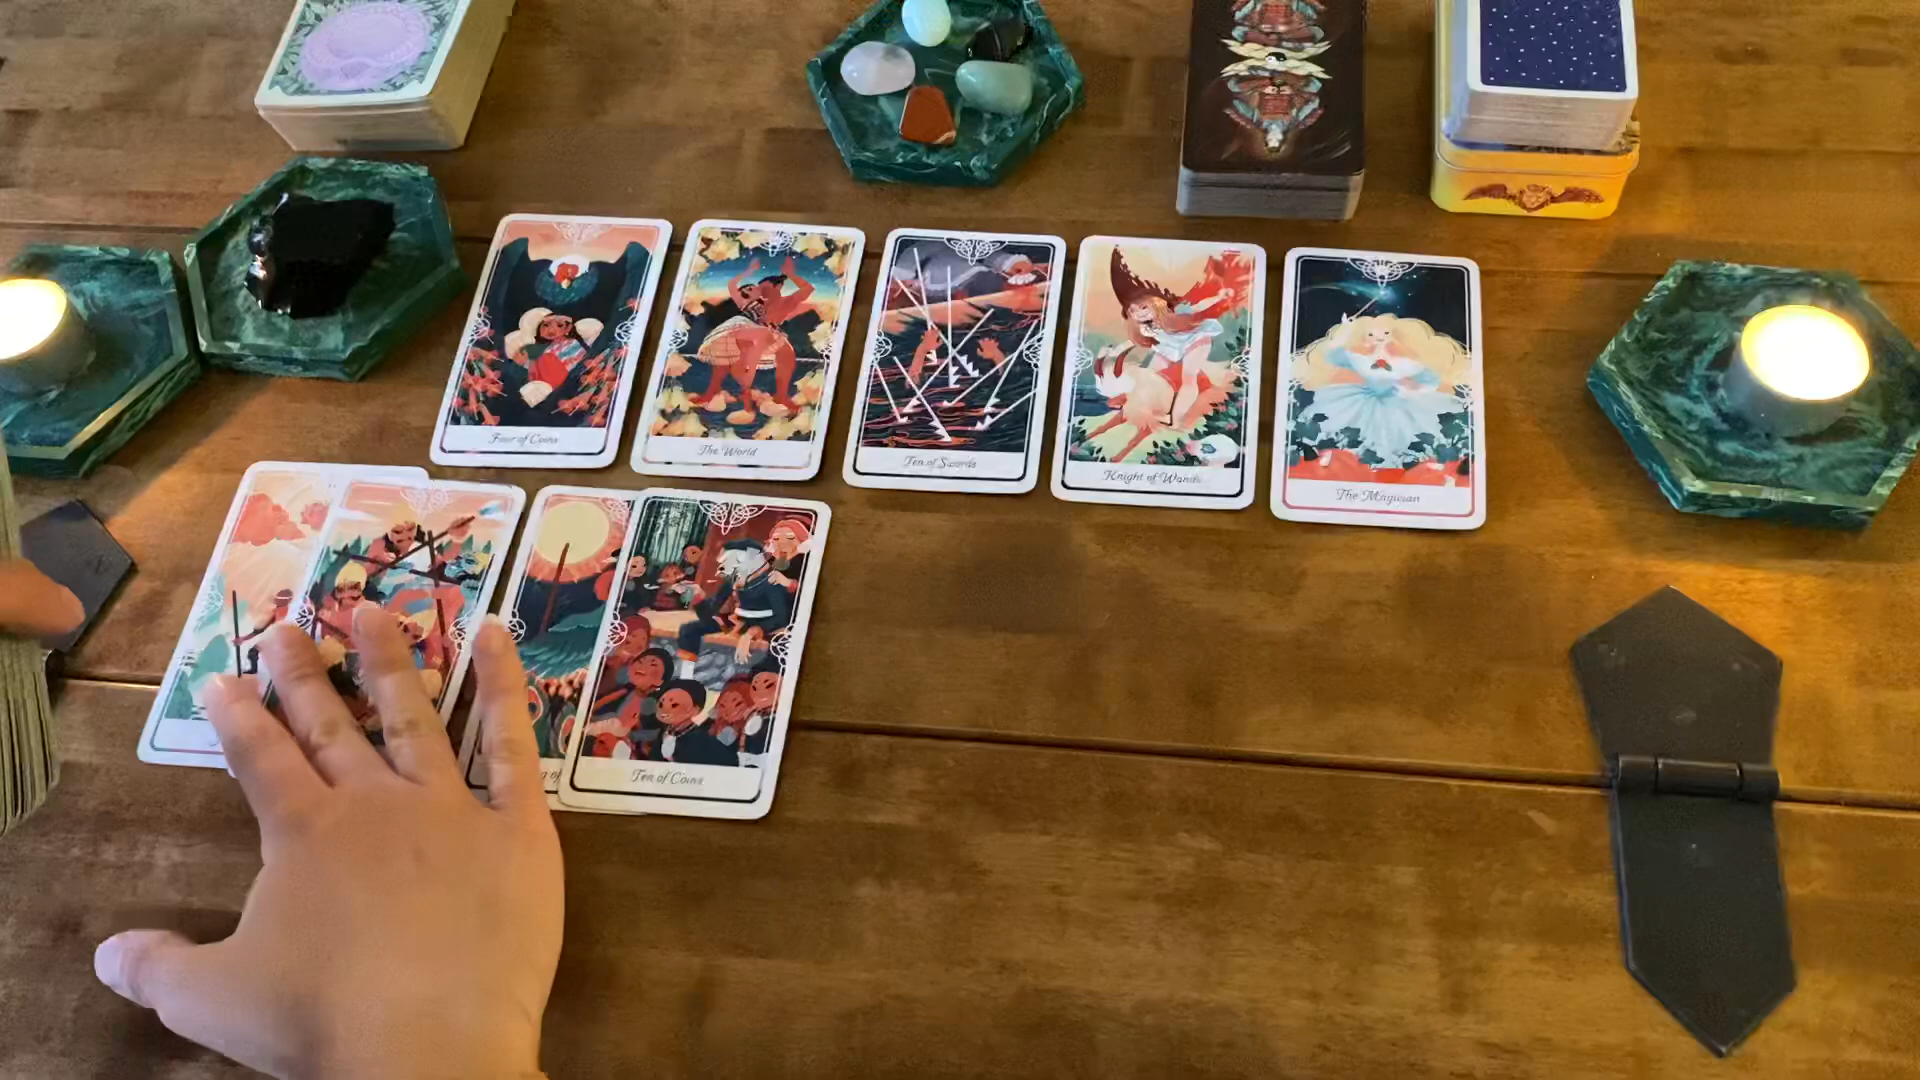 Four of Coins
The World
Ten of Swords
Knight of Wands
The Magician
Ten of Coins